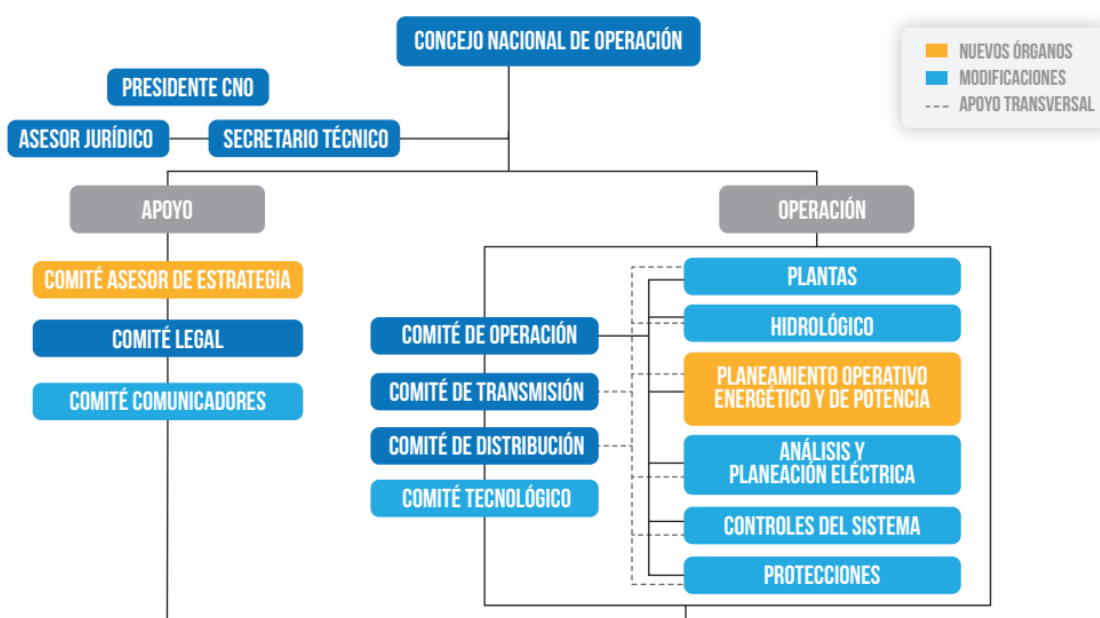 CONCEJO NACIONAL DE OPERACIÓN
NUEVOS ÓRGANOS
MODIFICACIONES
APOYO TRANSVERSAL
PRESIDENTE CNO
ASESOR JURÍDICO
SECRETARIO TÉCNICO
APOYO
OPERACIÓN
COMITÉ ASESOR DE ESTRATEGIA
COMITÉ LEGAL
COMITÉ COMUNICADORES
COMITÉ DE OPERACIÓN
COMITÉ DE TRANSMISIÓN
COMITÉ DE DISTRIBUCIÓN
COMITÉ TECNOLÓGICO
PLANTAS
HIDROLÓGICO
PLANEAMIENTO OPERATIVO
ENERGÉTICO Y DE POTENCIA
ANÁLISIS Y
PLANEACIÓN ELÉCTRICA
CONTROLES DEL SISTEMA
PROTECCIONES